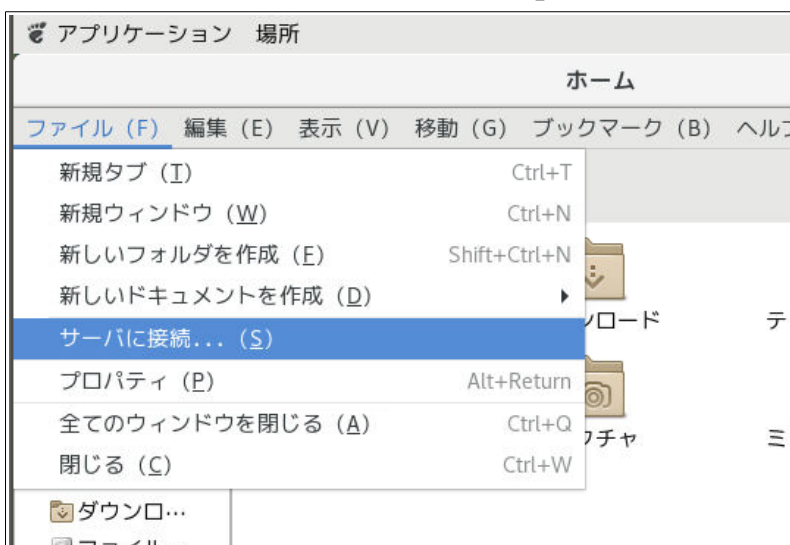 アプリケーション 場所
ホーム
ファイル (F) 編集 (E) 表示 (V) 移動 (G) ブックマーク (B)
新規タブ (T) Ctrl+T
新規ウィンドウ (W) Ctrl+N
新しいフォルダを作成 (F) Shift+Ctrl+N
新しいドキュメントを作成 (D)
サーバに接続... (S)
プロパティ (P) Alt+Return
全てのウィンドウを閉じる (A) Ctrl+Q
閉じる (C) Ctrl+W
ロード
クチャ
ダウンロ…